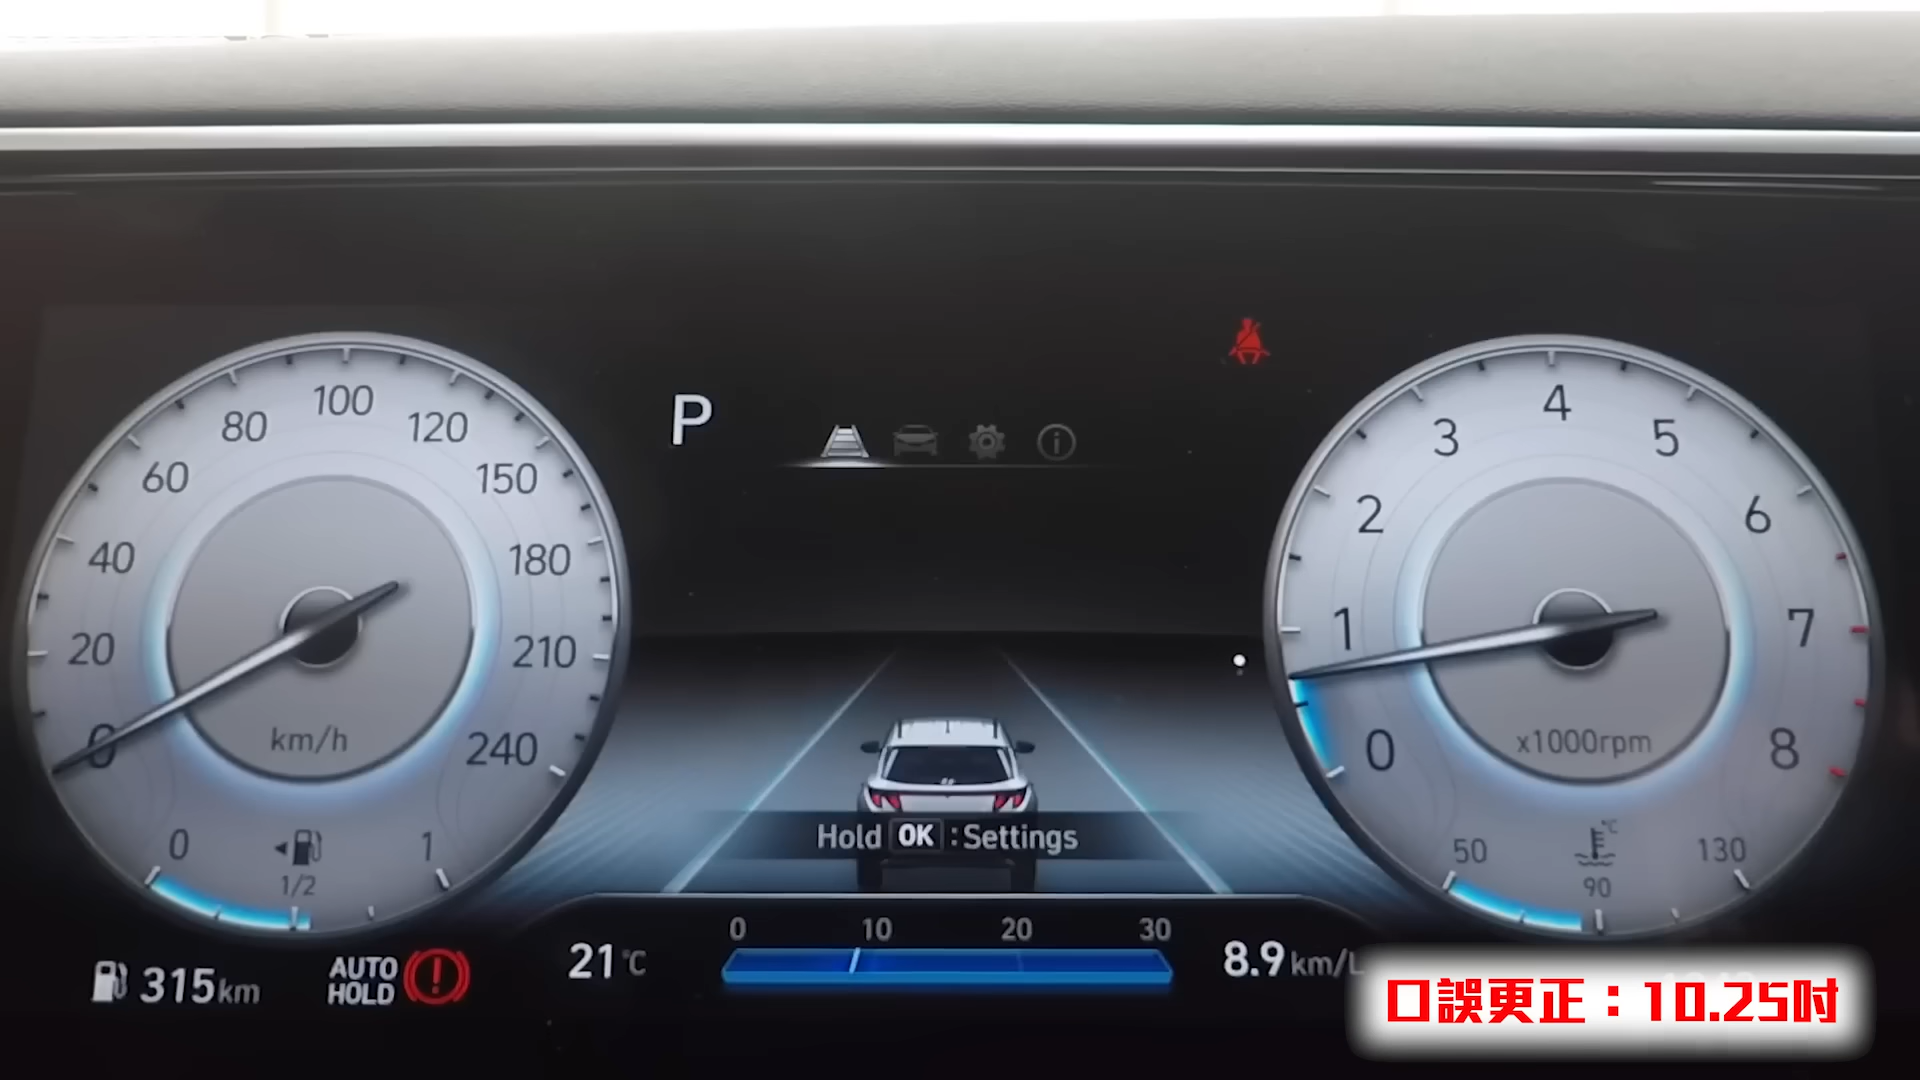 P
0
20
40
60
80
100
120
150
180
210
240
km/h
0
1/2
1
0
1
2
3
4
5
6
7
8
x1000rpm
50
90
130
°C
Hold OK : Settings
0 10 20 30
315km
AUTO HOLD
21°C
8.9km/L
口誤更正：10.25吋